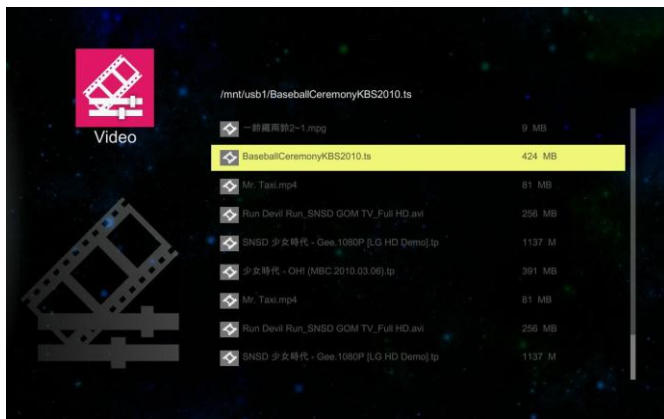 /mnt/usb1/BaseballCeremonyKBS2010.ts
Video
2~1.mpg 9 MB
BaseballCeremonyKBS2010.ts 424 MB
Mr. Taxi.mp4 81 MB
Run Devil Run_SNSD GOM TV_Full HD.avi 256 MB
SNSD 少女時代 - Gee.1080P [LG HD Demo].tp 1137 M
少女時代 - OH! (MBC.2010.03.06).tp 391 MB
Mr. Taxi.mp4 81 MB
Run Devil Run_SNSD GOM TV_Full HD.avi 256 MB
SNSD 少女時代 - Gee.1080P [LG HD Demo].tp 1137 M